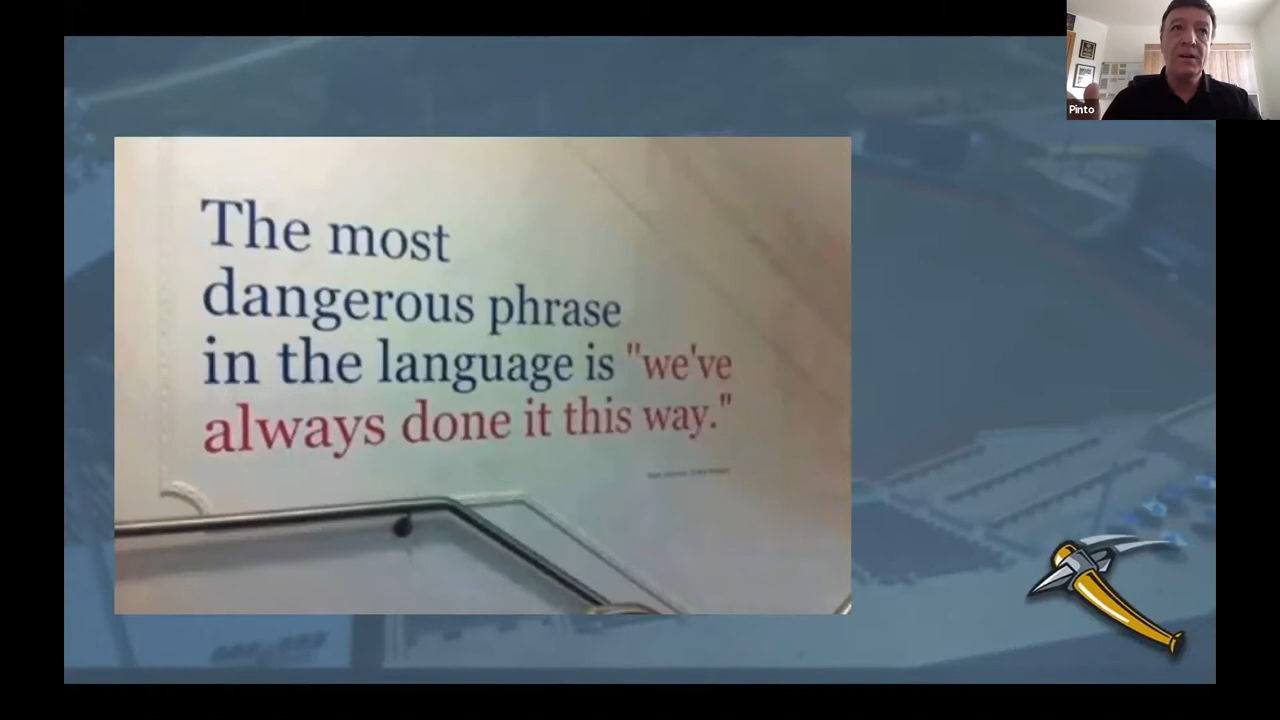 Pinto
The most
dangerous phrase
in the language is "we've
always done it this way."